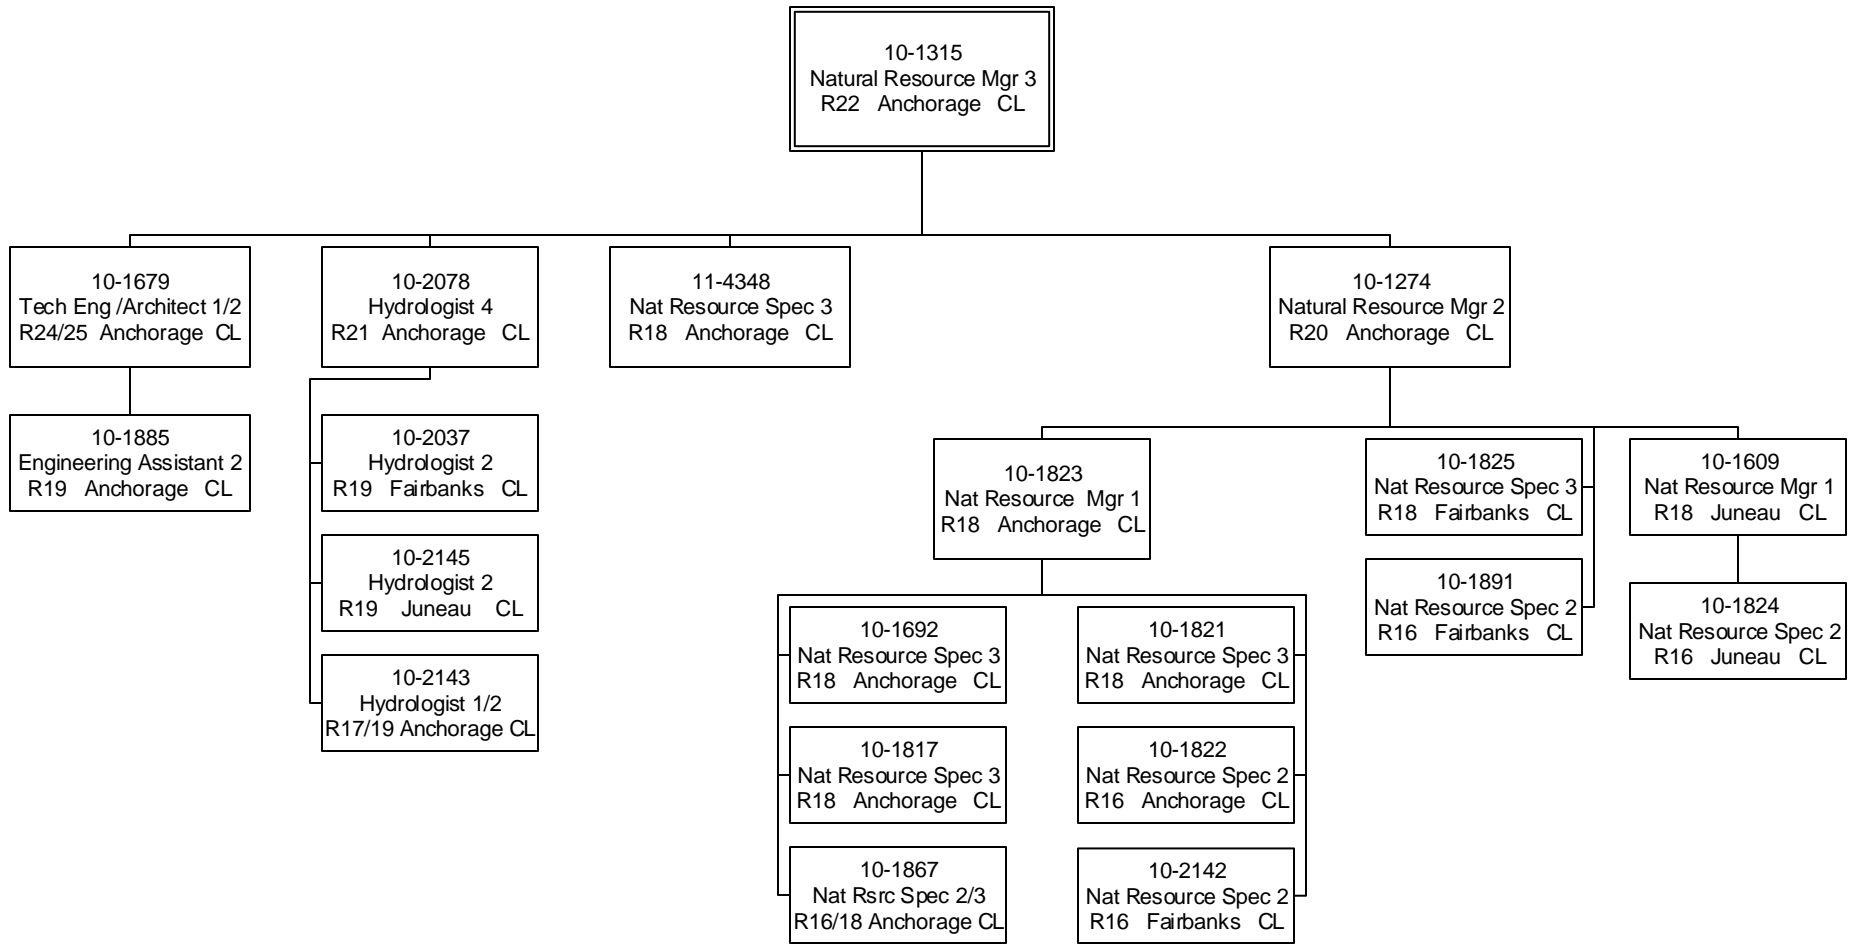 10-1315
Natural Resource Mgr 3
R22 Anchorage CL
10-1679
Tech Eng /Architect 1/2
R24/25 Anchorage CL
10-2078
Hydrologist 4
R21 Anchorage CL
11-4348
Nat Resource Spec 3
R18 Anchorage CL
10-1274
Natural Resource Mgr 2
R20 Anchorage CL
10-1885
Engineering Assistant 2
R19 Anchorage CL
10-2037
Hydrologist 2
R19 Fairbanks CL
10-2145
Hydrologist 2
R19 Juneau CL
10-2143
Hydrologist 1/2
R17/19 Anchorage CL
10-1823
Nat Resource Mgr 1
R18 Anchorage CL
10-1825
Nat Resource Spec 3
R18 Fairbanks CL
10-1609
Nat Resource Mgr 1
R18 Juneau CL
10-1891
Nat Resource Spec 2
R16 Fairbanks CL
10-1824
Nat Resource Spec 2
R16 Juneau CL
10-1692
Nat Resource Spec 3
R18 Anchorage CL
10-1821
Nat Resource Spec 3
R18 Anchorage CL
10-1817
Nat Resource Spec 3
R18 Anchorage CL
10-1822
Nat Resource Spec 2
R16 Anchorage CL
10-1867
Nat Rsrc Spec 2/3
R16/18 Anchorage CL
10-2142
Nat Resource Spec 2
R16 Fairbanks CL